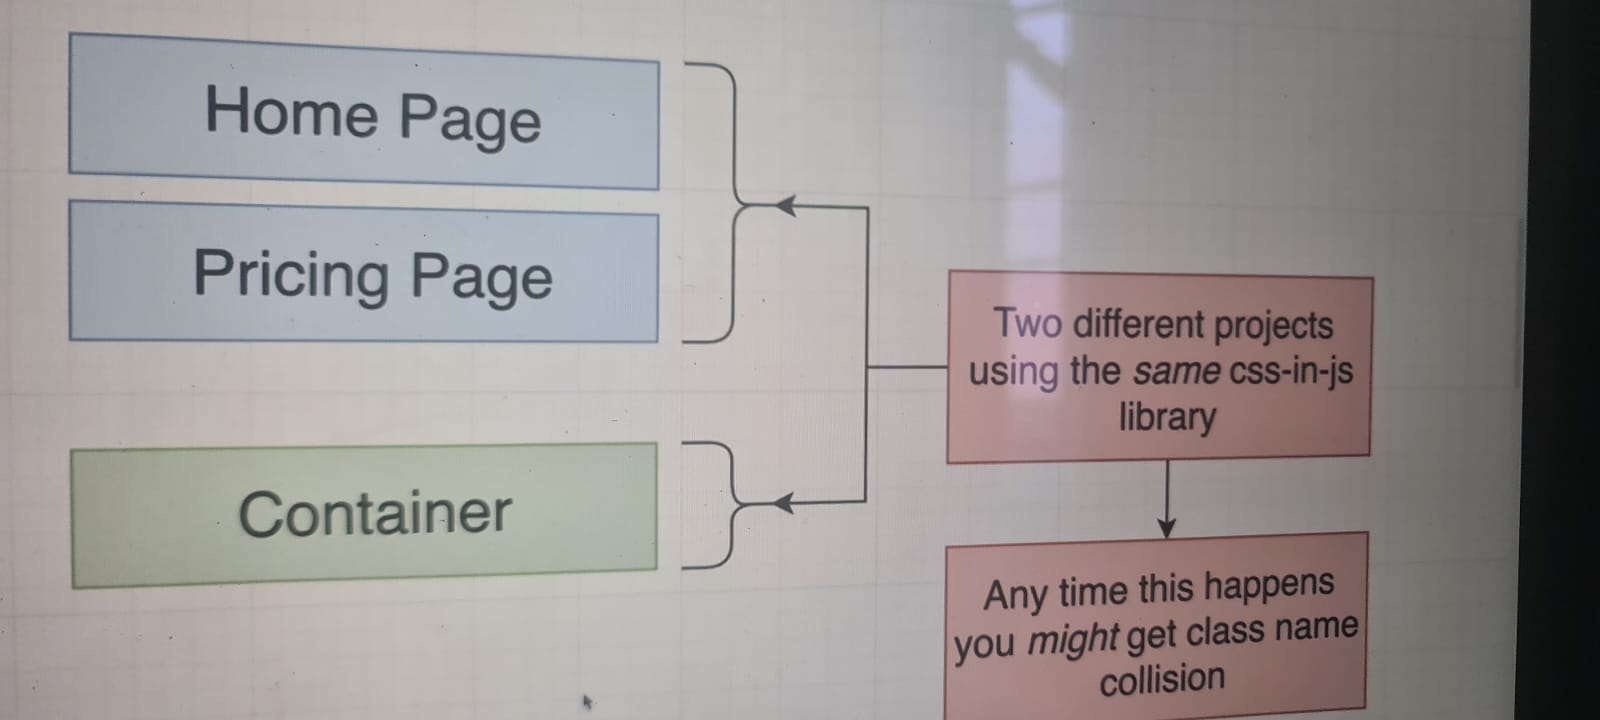 Home Page
Pricing Page
Container
Two different projects
using the same css-in-js
library
Any time this happens
you might get class name
collision